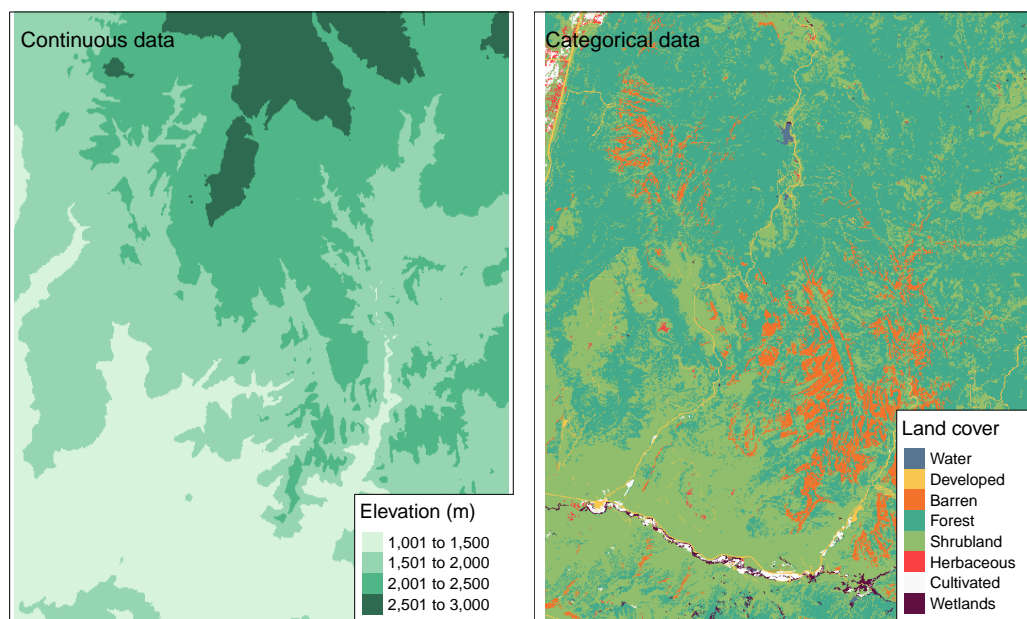 Continuous data
Elevation (m)
1,001 to 1,500
1,501 to 2,000
2,001 to 2,500
2,501 to 3,000
Categorical data
Land cover
Water
Developed
Barren
Forest
Shrubland
Herbaceous
Cultivated
Wetlands